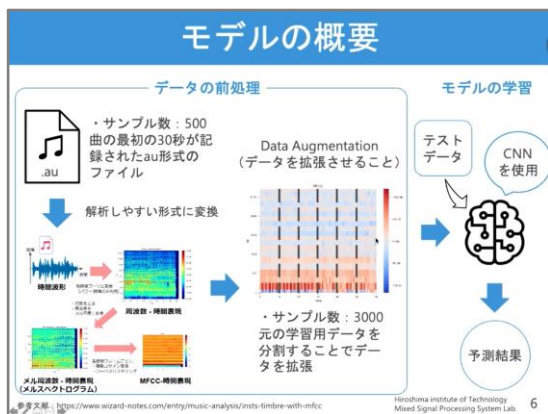 モデルの概要
データの前処理
モデルの学習
.au
・サンプル数：500
曲の最初の30秒が記
録されたau形式の
ファイル
解析しやすい形式に変換
時間波形
周波数・時間表現
メル周波数・時間表現
(メルスペクトログラム)
MFCC-時間表現
Data Augmentation
（データを拡張させること）
・サンプル数：3000
元の学習用データを
分割することでデー
タを拡張
テスト
データ
CNN
を使用
予測結果
参考文献：https://www.wizard-notes.com/entry/music-analysis/insts-timbre-with-mfcc
Hiroshima institute of Technology
Mixed Signal Processing System Labo
6